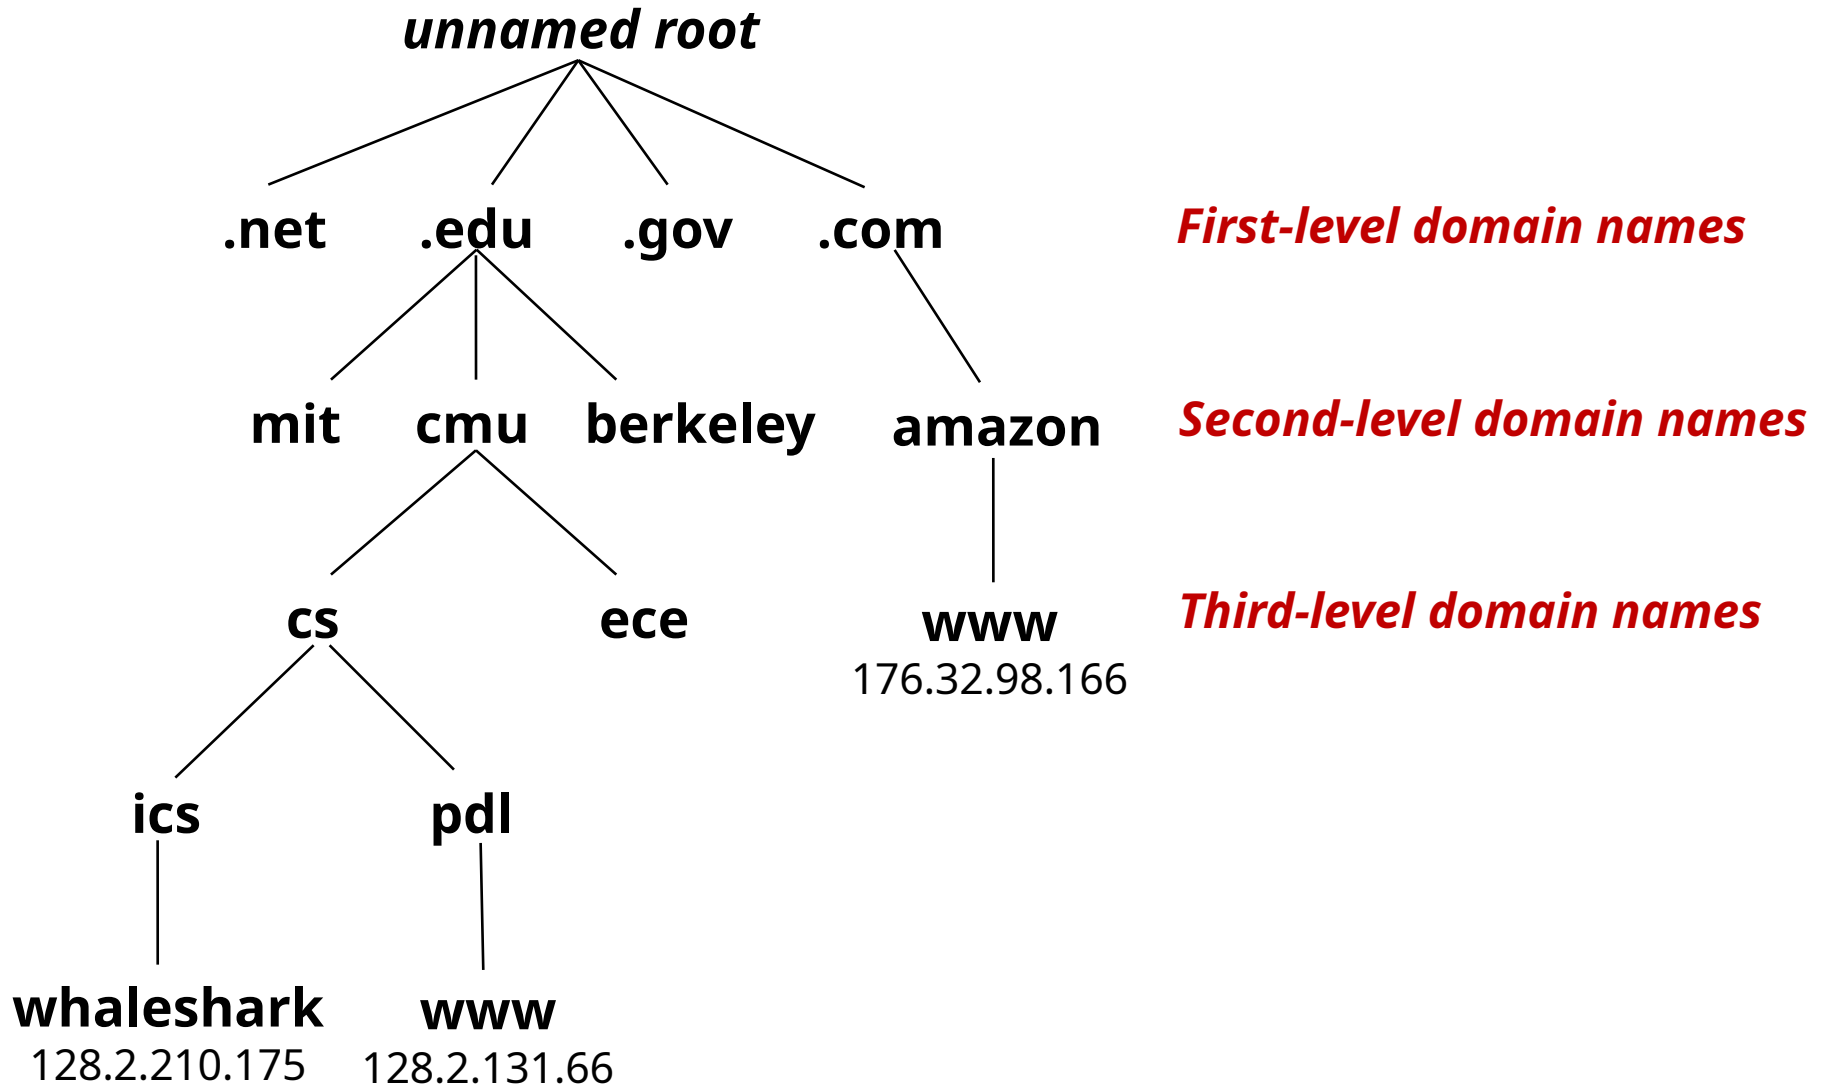 unnamed root
.net .edu .gov .com First-level domain names
mit cmu berkeley amazon Second-level domain names
cs ece www Third-level domain names
176.32.98.166
ics pdl
whaleshark www
128.2.210.175 128.2.131.66